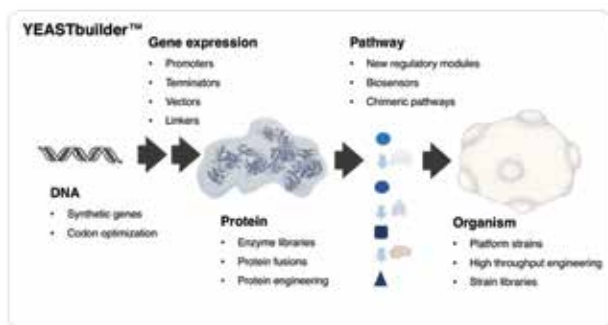 YEASTbuilder™
Gene expression
• Promoters
• Terminators
• Vectors
• Linkers
Pathway
• New regulatory modules
• Biosensors
• Chimeric pathways
DNA
• Synthetic genes
• Codon optimization
Protein
• Enzyme libraries
• Protein fusions
• Protein engineering
Organism
• Platform strains
• High throughput engineering
• Strain libraries